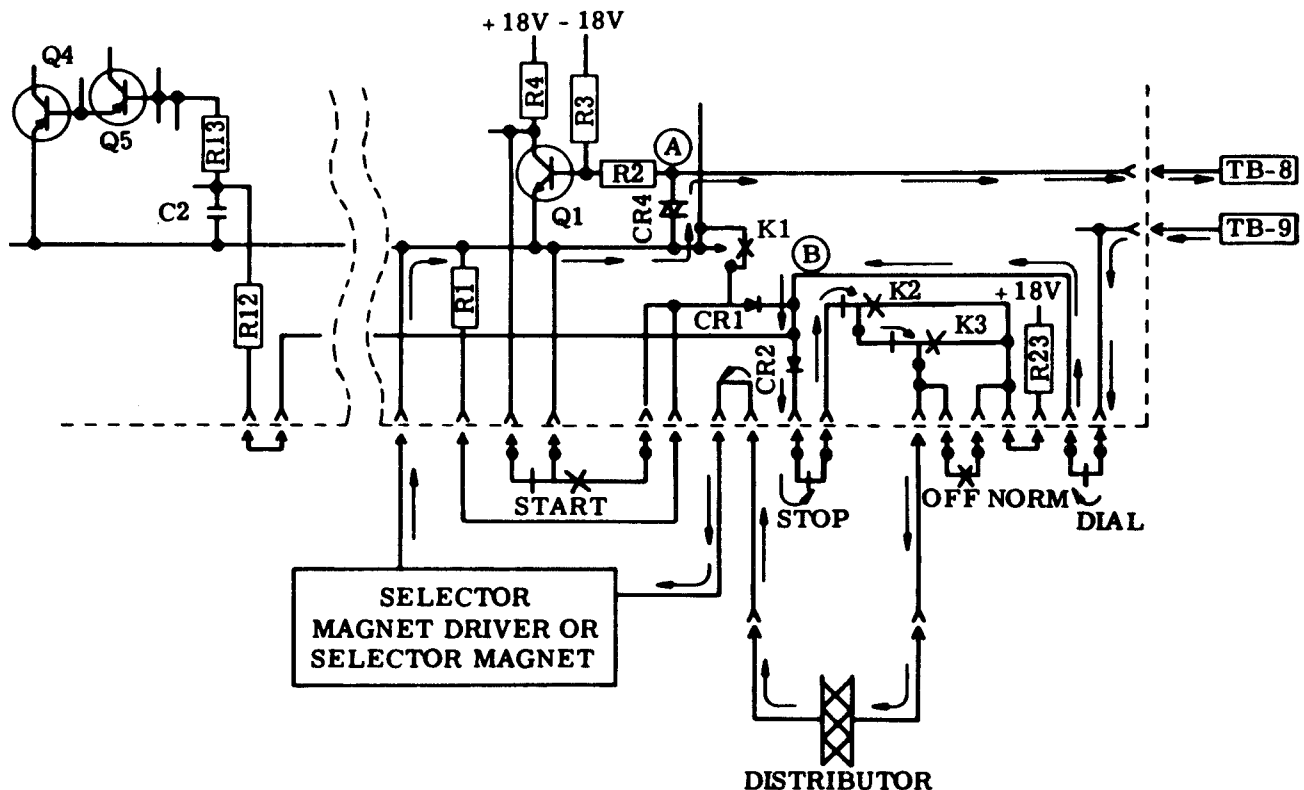 + 18V - 18V
Q4
Q5
R13
C2
R12
R4
R3
R2
A
Q1
CR4
K1
TB-8
TB-9
B
R1
CR1
CR2
K2
+ 18V
K3
R23
START
STOP
OFF NORM
DIAL
SELECTOR
MAGNET DRIVER OR
SELECTOR MAGNET
DISTRIBUTOR